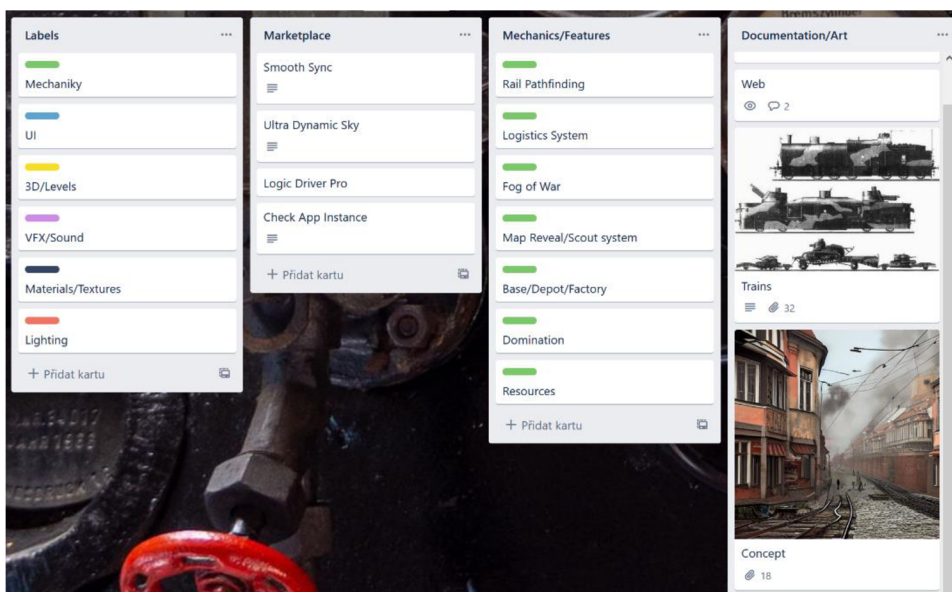 Labels
Mechaniky
UI
3D/Levels
VFX/Sound
Materials/Textures
Lighting
+ Přidat kartu
Marketplace
Smooth Sync
Ultra Dynamic Sky
Logic Driver Pro
Check App Instance
+ Přidat kartu
Mechanics/Features
Rail Pathfinding
Logistics System
Fog of War
Map Reveal/Scout system
Base/Depot/Factory
Domination
Resources
+ Přidat kartu
Documentation/Art
Web
2
Trains
32
Concept
18